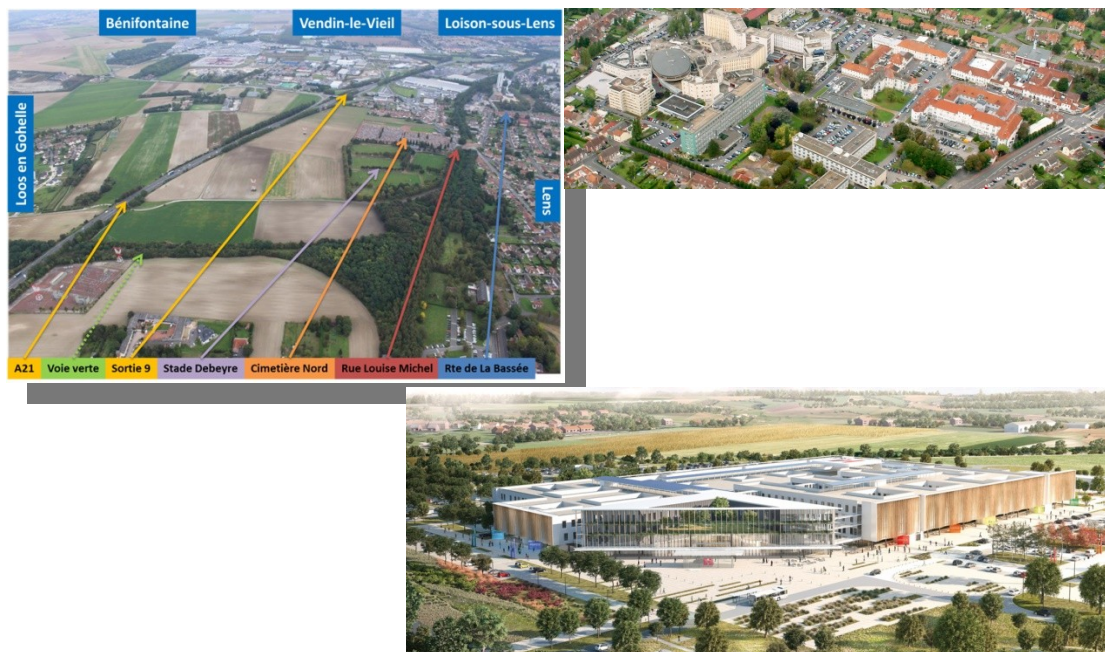 Bénifontaine
Vendin-le-Vieil
Loison-sous-Lens
Loos en Gohelle
Lens
A21
Voie verte
Sortie 9
Stade Debeyre
Cimetière Nord
Rue Louise Michel
Rte de La Bassée